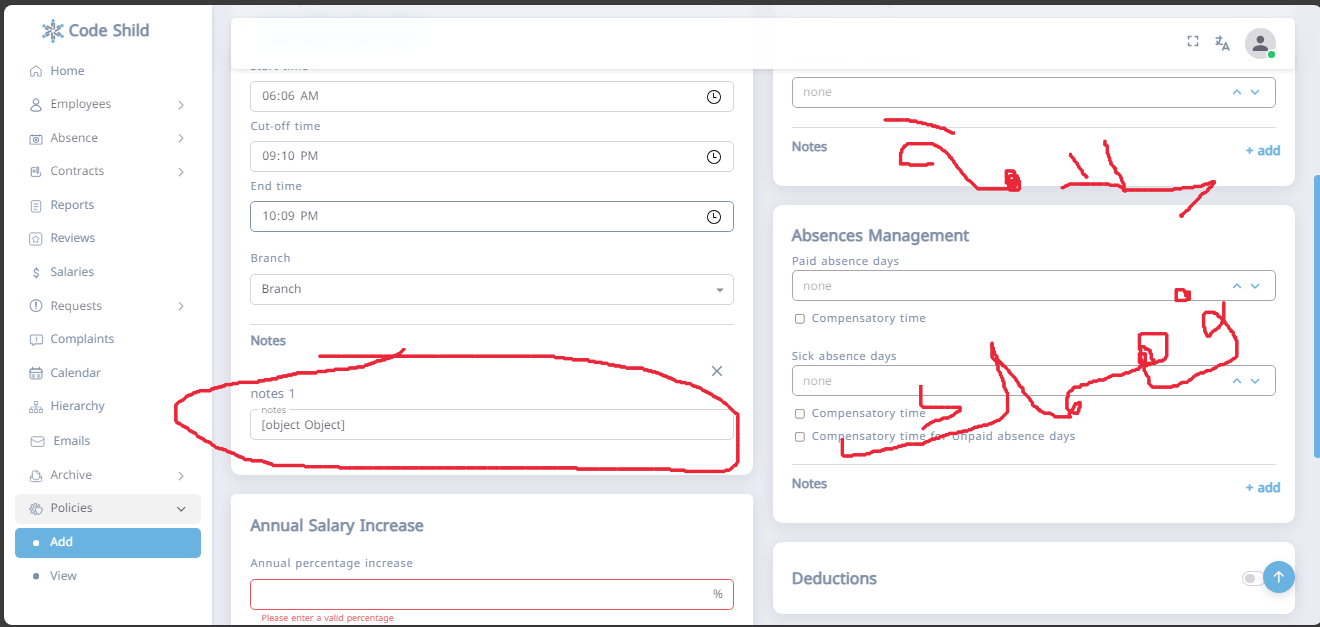 Code Shild
Home
Employees
Absence
Contracts
Reports
Reviews
Salaries
Requests
Complaints
Calendar
Hierarchy
Emails
Archive
Policies
Add
View
Start time
06:06 AM
Cut-off time
09:10 PM
End time
10:09 PM
Branch
Branch
Notes
notes 1
notes
[object Object]
Annual Salary Increase
Annual percentage increase
%
Please enter a valid percentage
none
Notes
+ add
Absences Management
Paid absence days
none
Compensatory time
Sick absence days
none
Compensatory time
Compensatory time for unpaid absence days
Notes
+ add
Deductions